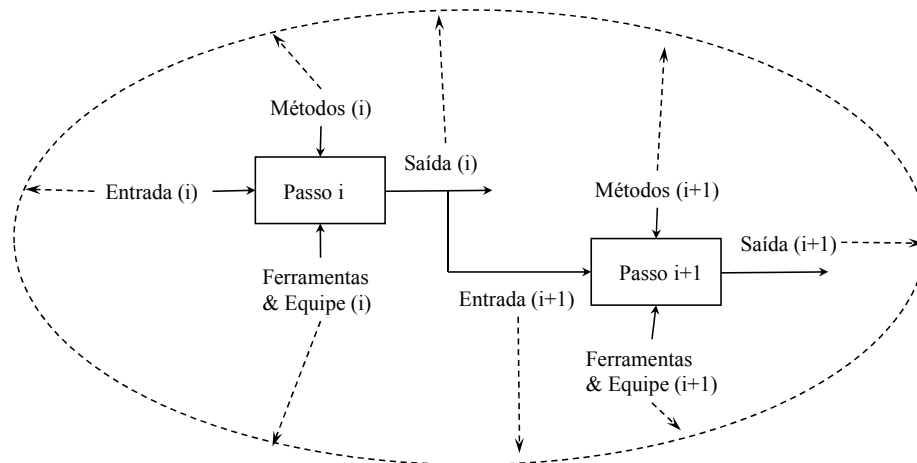 Métodos (i)
Saída (i)
Entrada (i)
Passo i
Métodos (i+1)
Saída (i+1)
Ferramentas
& Equipe (i)
Passo i+1
Entrada (i+1)
Ferramentas
& Equipe (i+1)